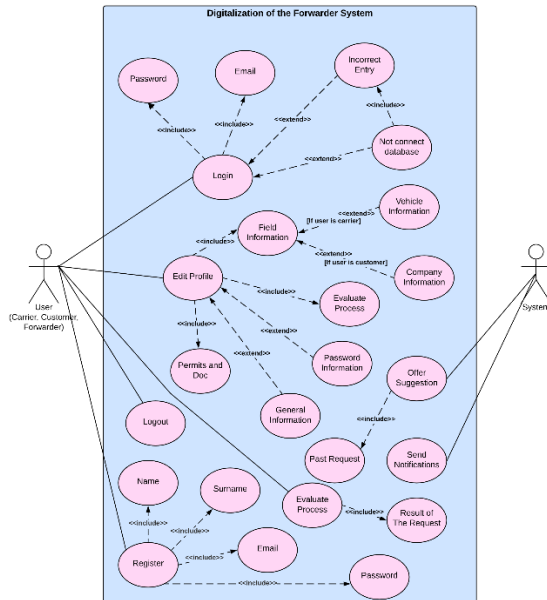 Digitalization of the Forwarder System
Password
Email
Incorrect
Entry
<<include>>
<<include>>
<<extend>>
<<include>>
Not connect
database
<<extend>>
Login
Vehicle
Information
Field
Information
<<extend>>
[If user is carrier]
<<include>>
<<extend>>
[If user is customer]
Company
Information
Edit Profile
<<include>>
Evaluate
Process
User
(Carrier, Customer,
Forwarder)
System
<<include>>
<<extend>>
<<extend>>
Permits and
Doc
Password
Information
Offer
Suggestion
General
Information
<<include>>
Logout
Past Request
Send
Notifications
Name
Surname
Evaluate
Process
<<include>>
Result of
The Request
<<include>>
<<include>>
<<include>>
Email
Register
<<include>>
Password